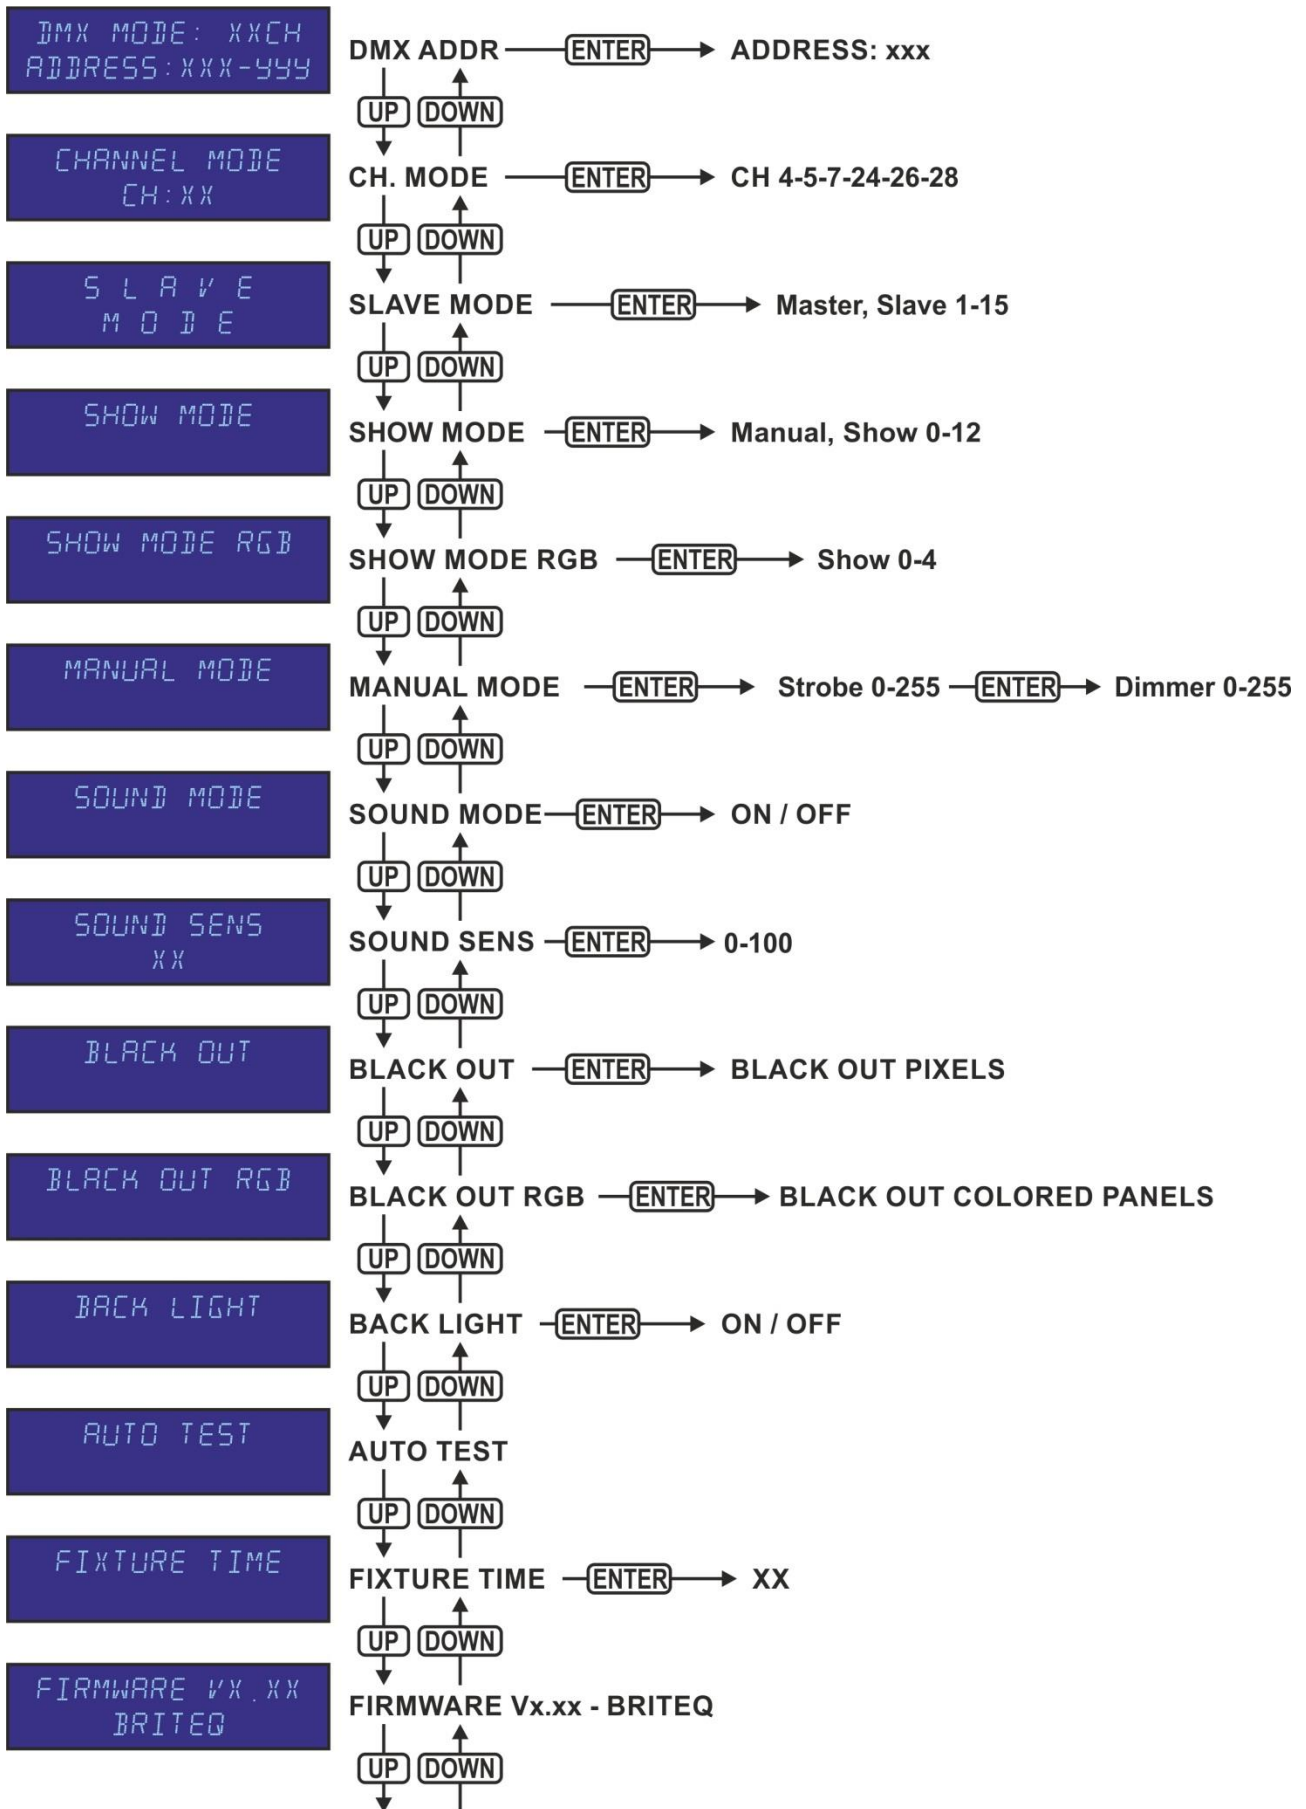 DMX MODE: XXCH
ADDRESS:XXX-YYY
DMX ADDR ENTER ADDRESS: xxx
UP DOWN
CHANNEL MODE
CH:XX
CH. MODE ENTER CH 4-5-7-24-26-28
UP DOWN
SLAVE
MODE
SLAVE MODE ENTER Master, Slave 1-15
UP DOWN
SHOW MODE
SHOW MODE ENTER Manual, Show 0-12
UP DOWN
SHOW MODE RGB
SHOW MODE RGB ENTER Show 0-4
UP DOWN
MANUAL MODE
MANUAL MODE ENTER Strobe 0-255 ENTER Dimmer 0-255
UP DOWN
SOUND MODE
SOUND MODE ENTER ON / OFF
UP DOWN
SOUND SENS
XX
SOUND SENS ENTER 0-100
UP DOWN
BLACK OUT
BLACK OUT ENTER BLACK OUT PIXELS
UP DOWN
BLACK OUT RGB
BLACK OUT RGB ENTER BLACK OUT COLORED PANELS
UP DOWN
BACK LIGHT
BACK LIGHT ENTER ON / OFF
UP DOWN
AUTO TEST
AUTO TEST
UP DOWN
FIXTURE TIME
FIXTURE TIME ENTER XX
UP DOWN
FIRMWARE VX.XX
BRITEQ
FIRMWARE Vx.xx - BRITEQ
UP DOWN